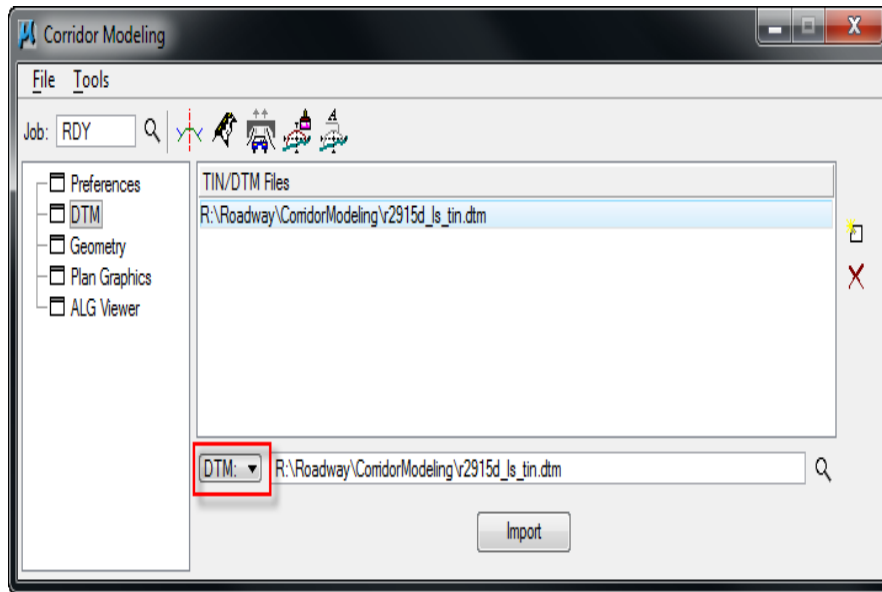 Corridor Modeling
File Tools
Job: RDY
A
Preferences
DTM
Geometry
Plan Graphics
ALG Viewer
TIN/DTM Files
R:\Roadway\CorridorModeling\r2915d_ls_tin.dtm
DTM: R:\Roadway\CorridorModeling\r2915d_ls_tin.dtm
Import